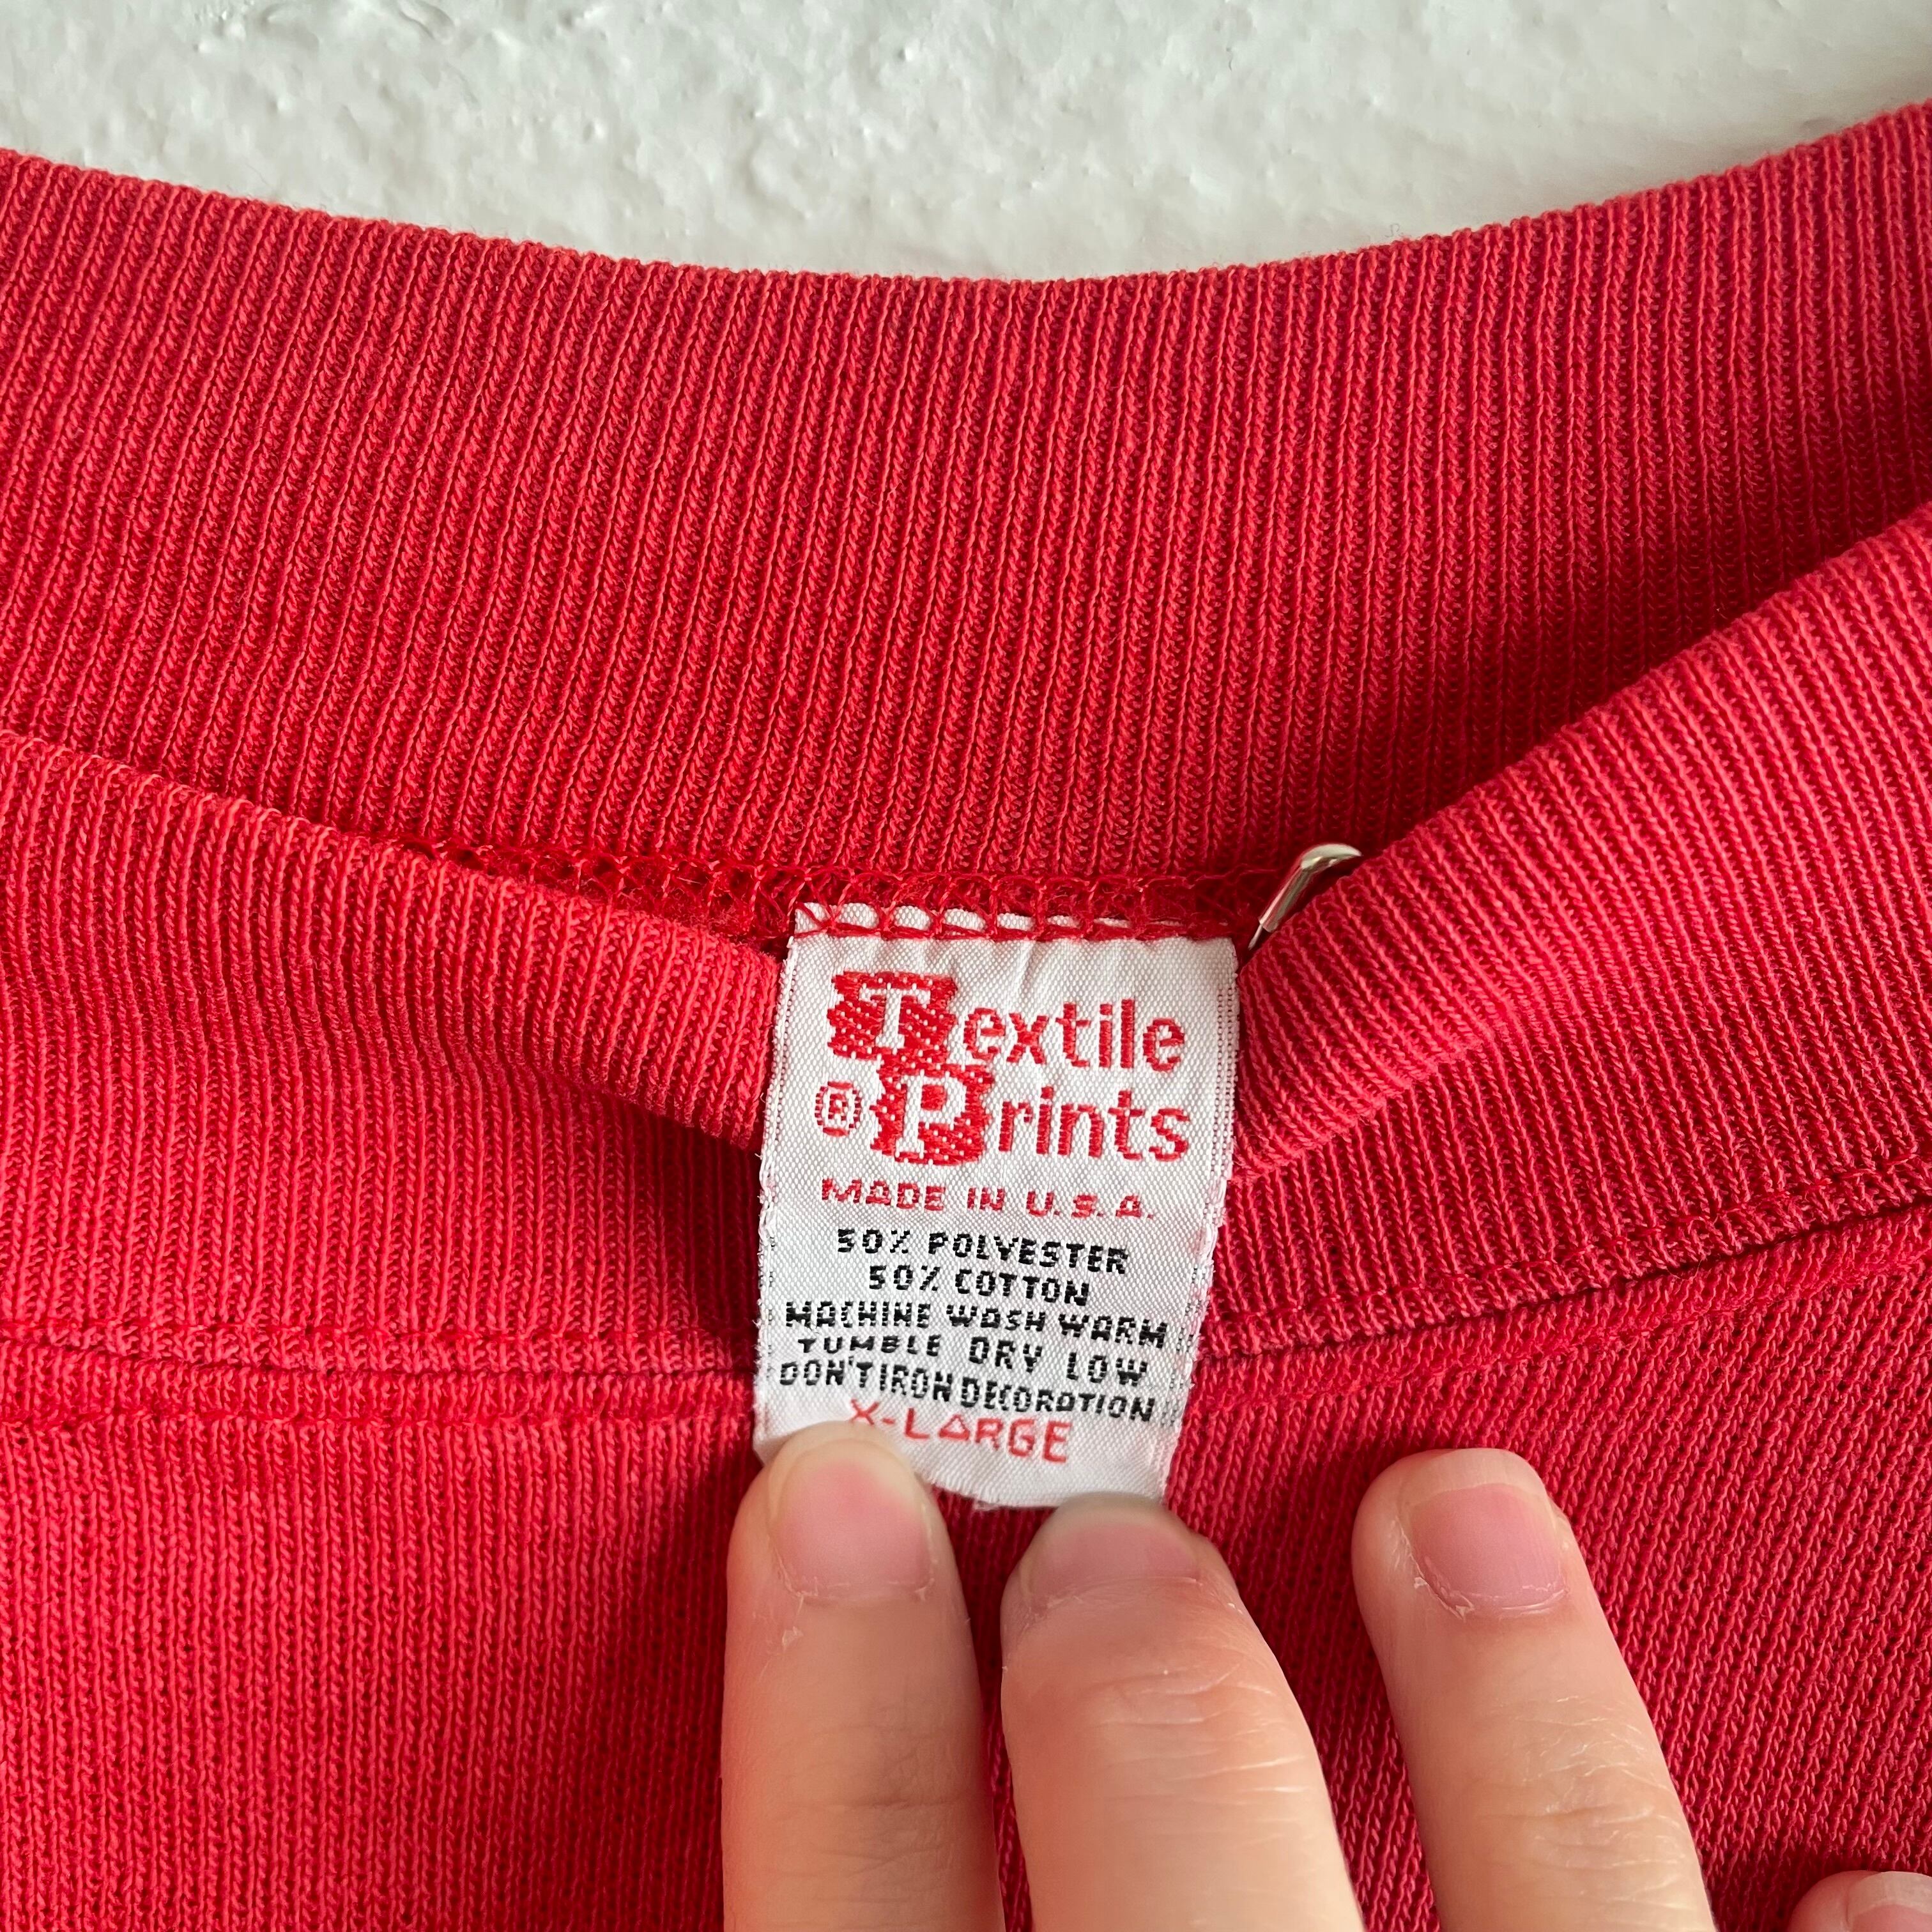 Textile
® Prints
MADE IN U.S.A.
50% POLYESTER
50% COTTON
MACHINE WASH WARM
TUMBLE DRY LOW
DON'T IRON DECORATION
X-LARGE